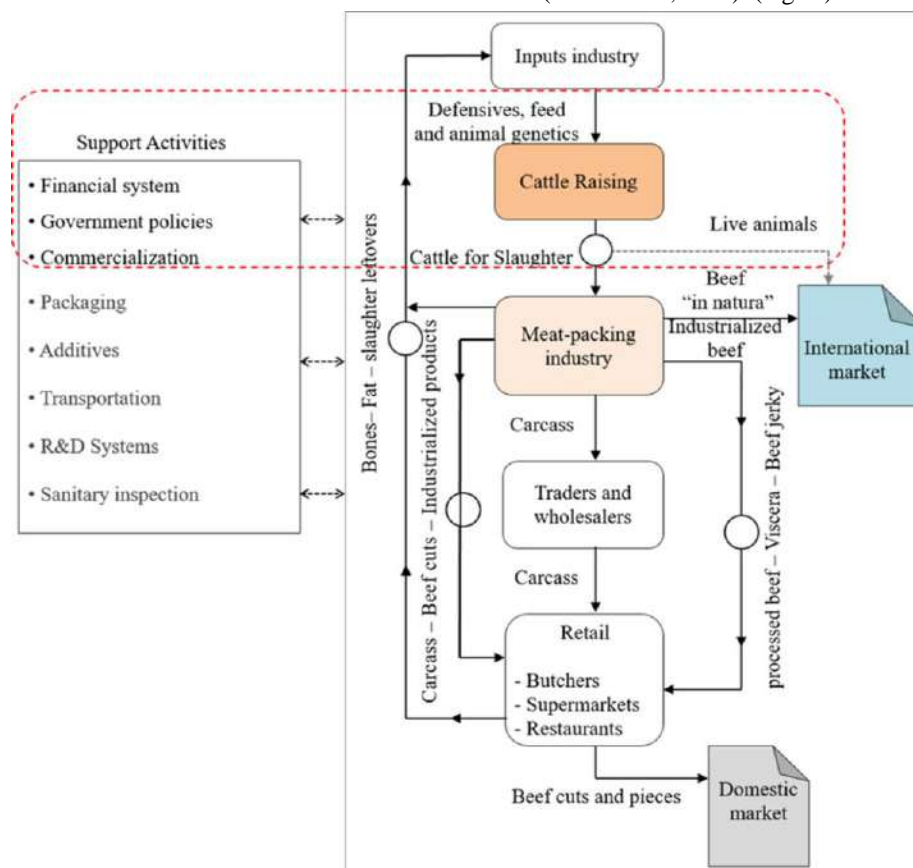 Inputs industry
Defensives, feed
and animal genetics
Support Activities
• Financial system
• Government policies
• Commercialization
• Packaging
• Additives
• Transportation
• R&D Systems
• Sanitary inspection
Cattle Raising
Live animals
Cattle for Slaughter
Beef
“in natura”
Industrialized
beef
Meat-packing
industry
International
market
Bones– Fat – slaughter leftovers
Carcass – Beef cuts – Industrialized products
Carcass
Traders and
wholesalers
Carcass
processed beef – Viscera – Beef jerky
Retail
- Butchers
- Supermarkets
- Restaurants
Beef cuts and pieces
Domestic
market